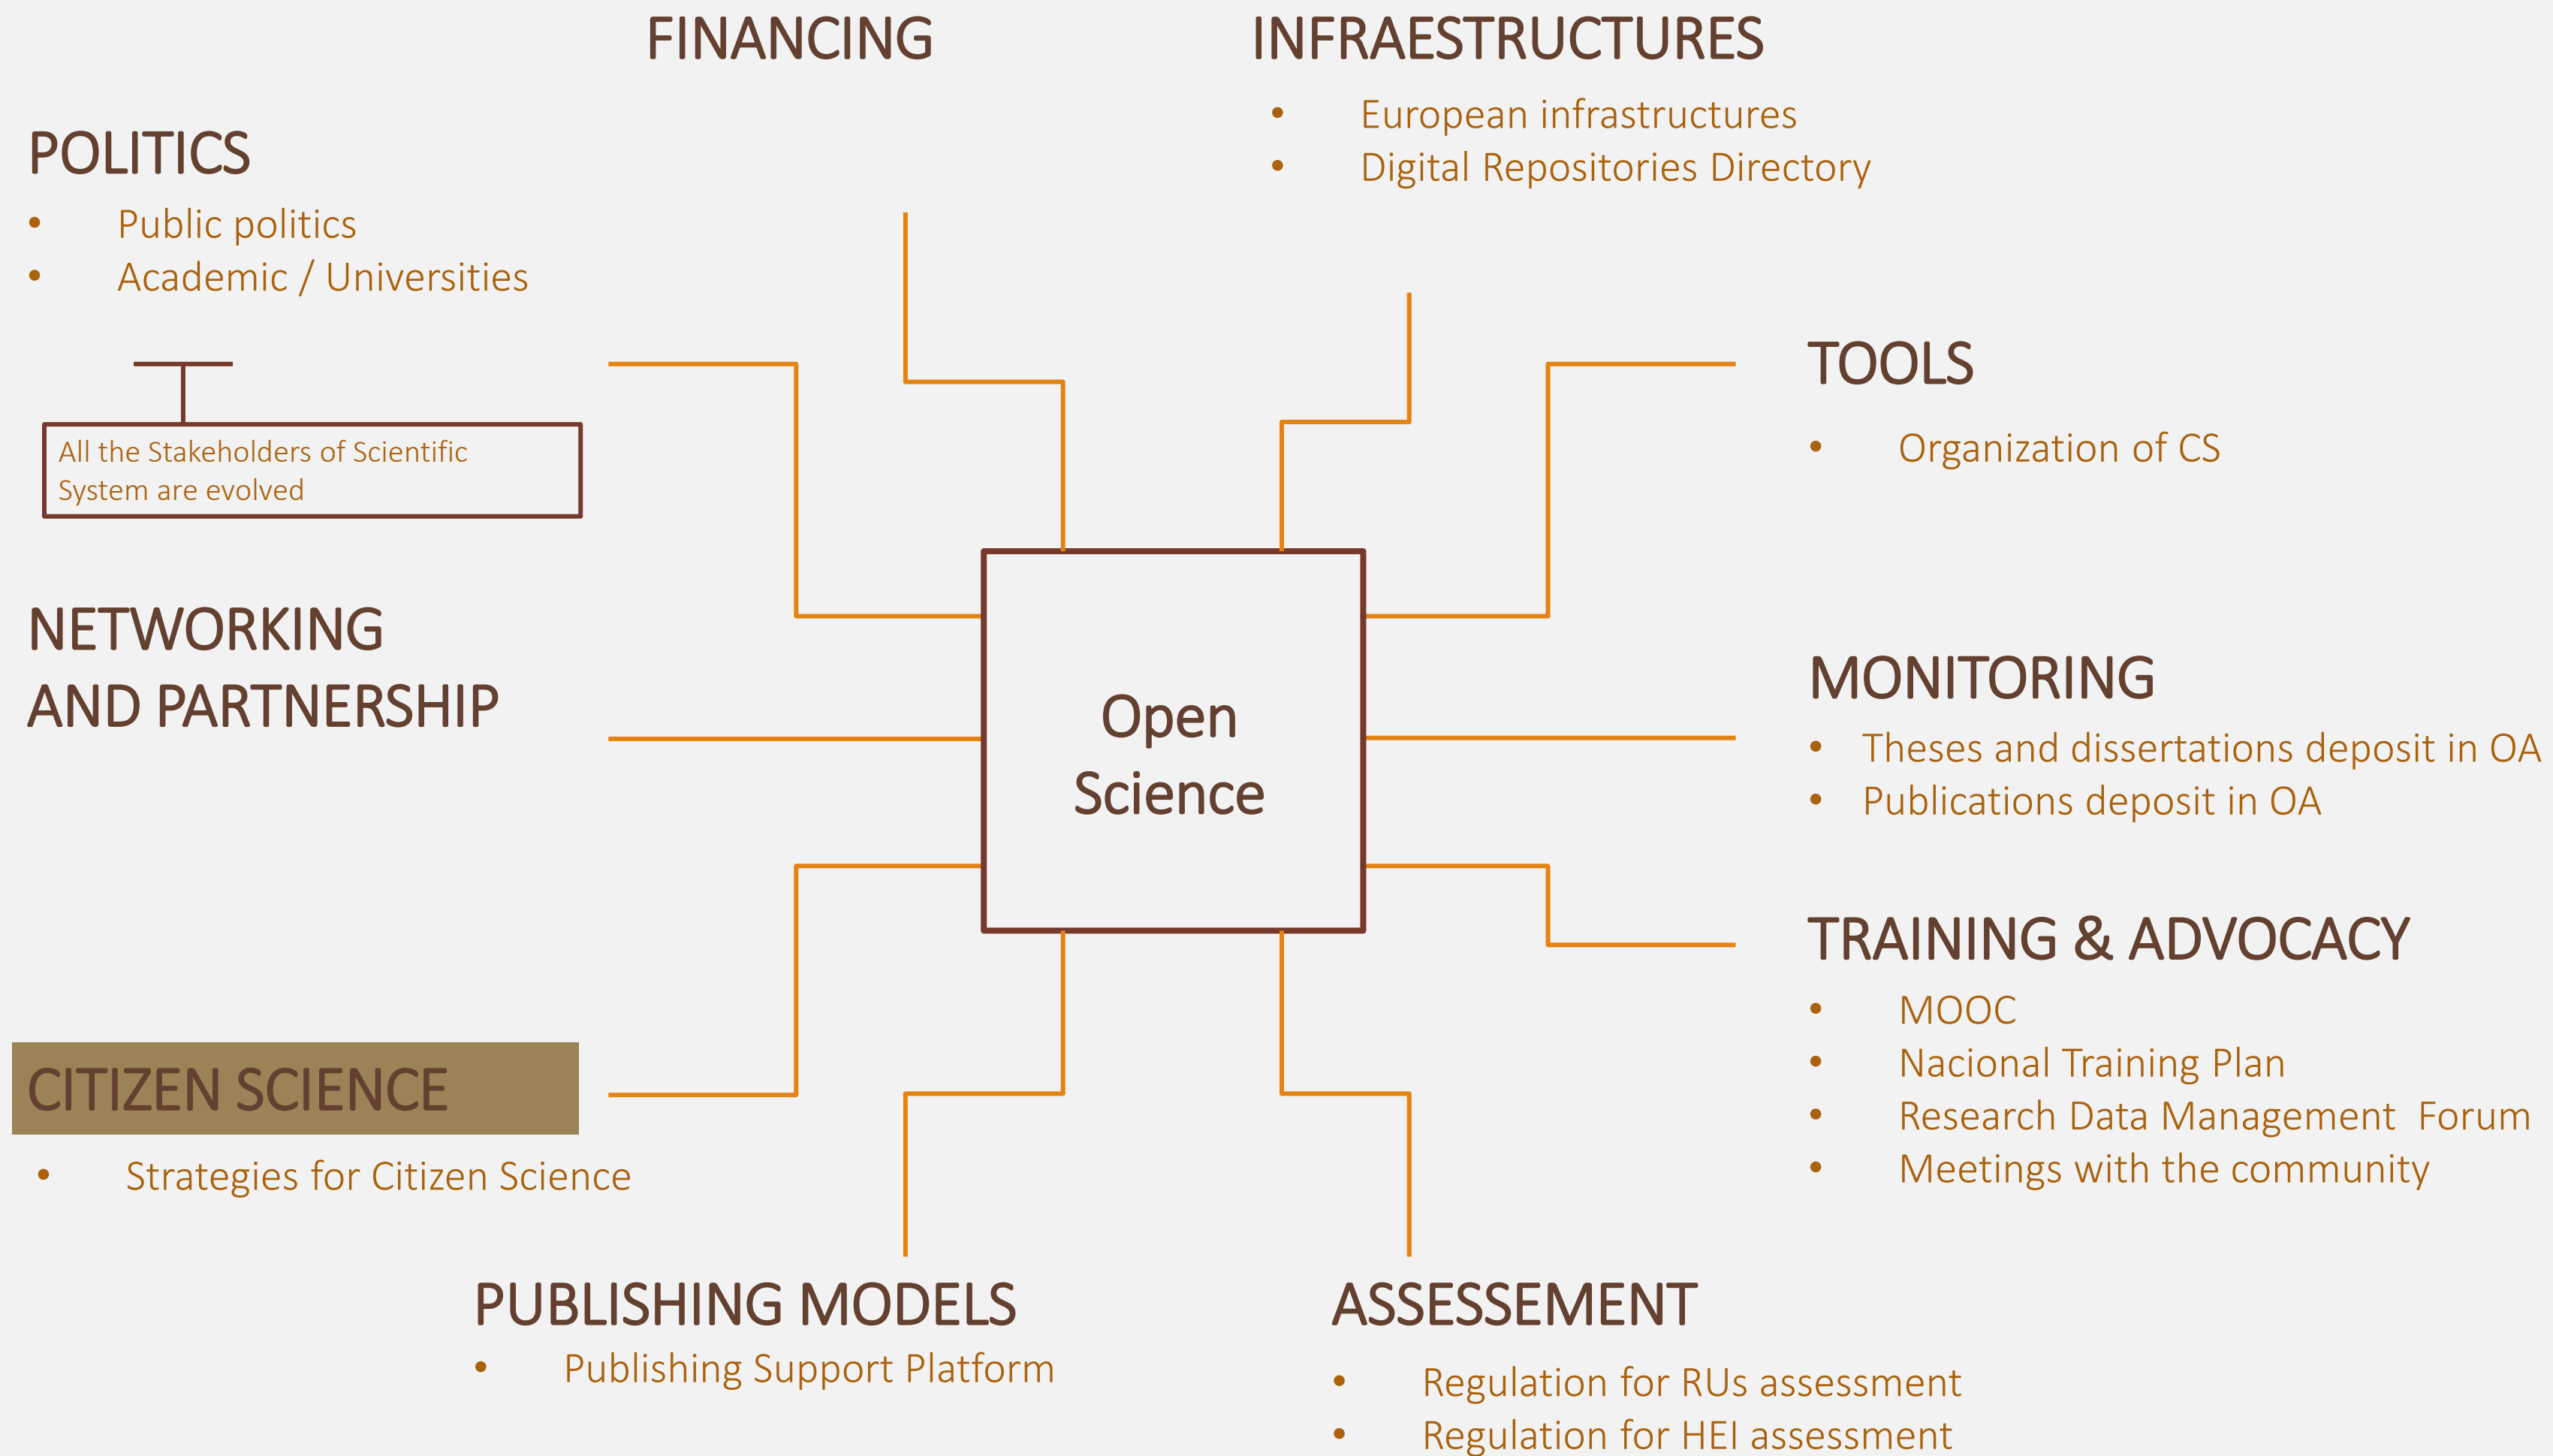 FINANCING
INFRAESTRUCTURES
• European infrastructures
• Digital Repositories Directory
POLITICS
• Public politics
• Academic / Universities
All the Stakeholders of Scientific
System are evolved
TOOLS
• Organization of CS
NETWORKING
AND PARTNERSHIP
Open
Science
MONITORING
• Theses and dissertations deposit in OA
• Publications deposit in OA
TRAINING & ADVOCACY
• MOOC
• Nacional Training Plan
• Research Data Management Forum
• Meetings with the community
CITIZEN SCIENCE
• Strategies for Citizen Science
PUBLISHING MODELS
• Publishing Support Platform
ASSESSEMENT
• Regulation for RUs assessment
• Regulation for HEI assessment